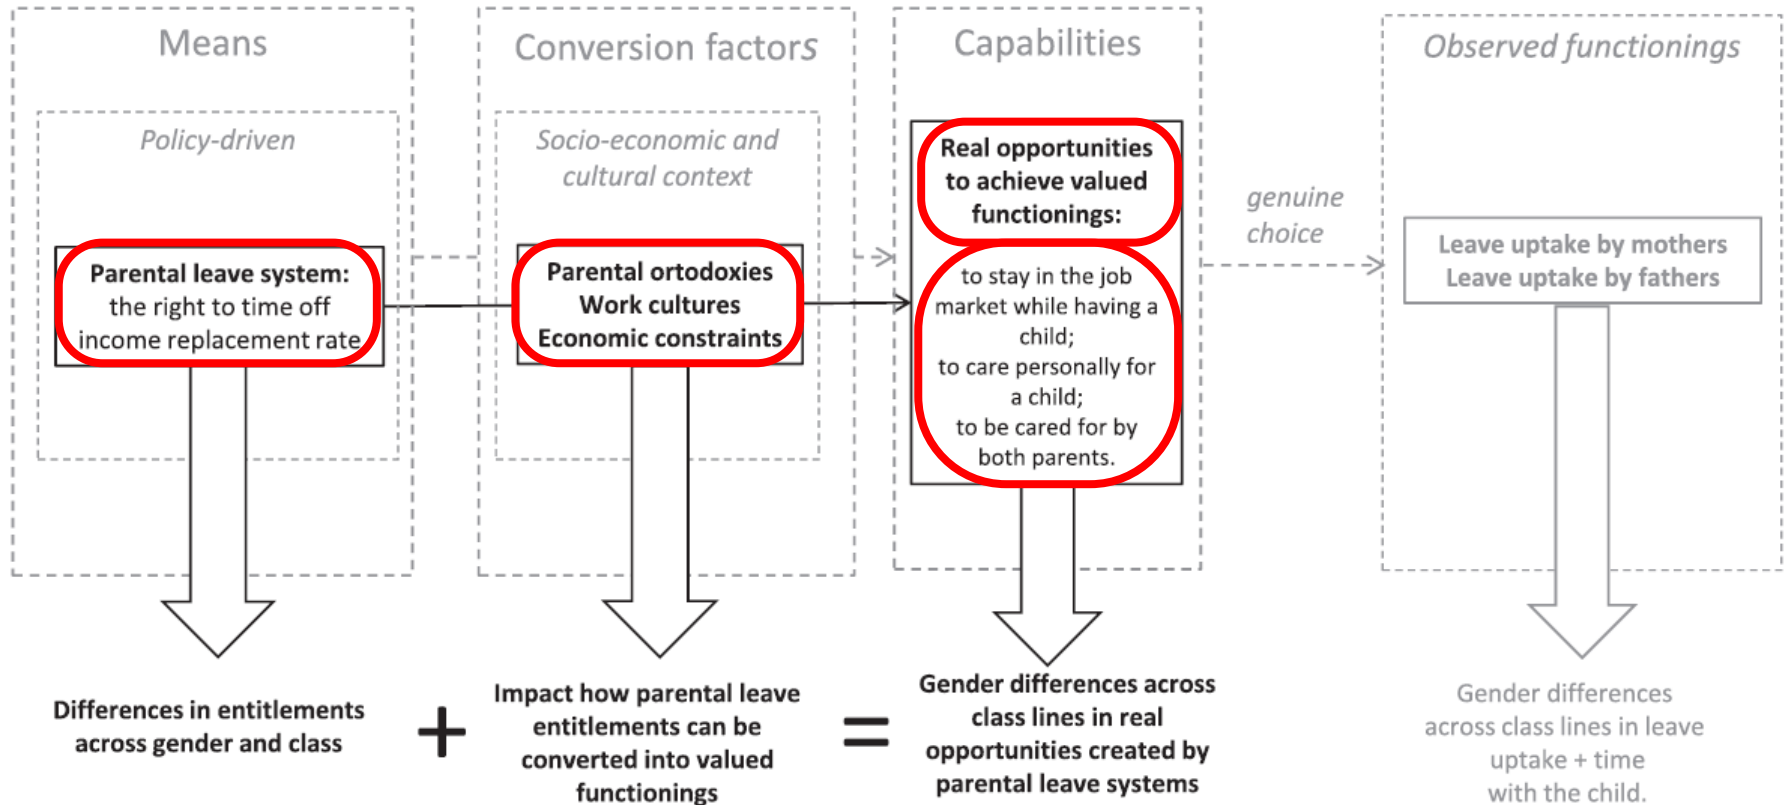 Means
Policy-driven
Parental leave system:
the right to time off
income replacement rate
Differences in entitlements
across gender and class
+
Conversion factors
Socio-economic and
cultural context
Parental ortodoxies
Work cultures
Economic constraints
Impact how parental leave
entitlements can be
converted into valued
functionings
=
Capabilities
Real opportunities
to achieve valued
functionings:
to stay in the job
market while having a
child;
to care personally for
a child;
to be cared for by
both parents.
Gender differences across
class lines in real
opportunities created by
parental leave systems
genuine
choice
Observed functionings
Leave uptake by mothers
Leave uptake by fathers
Gender differences
across class lines in leave
uptake + time
with the child.